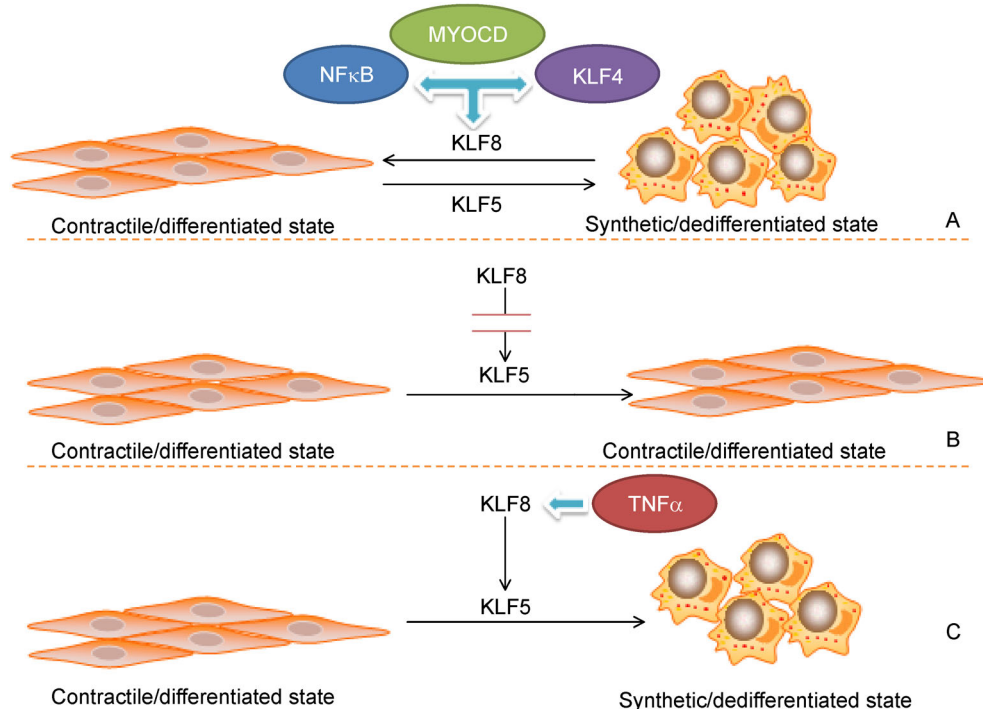 MYOCD
NFκB
KLF4
KLF8
KLF5
Contractile/differentiated state
Synthetic/dedifferentiated state
A
KLF8
KLF5
Contractile/differentiated state
Contractile/differentiated state
B
KLF8
TNFα
KLF5
C
Contractile/differentiated state
Synthetic/dedifferentiated state